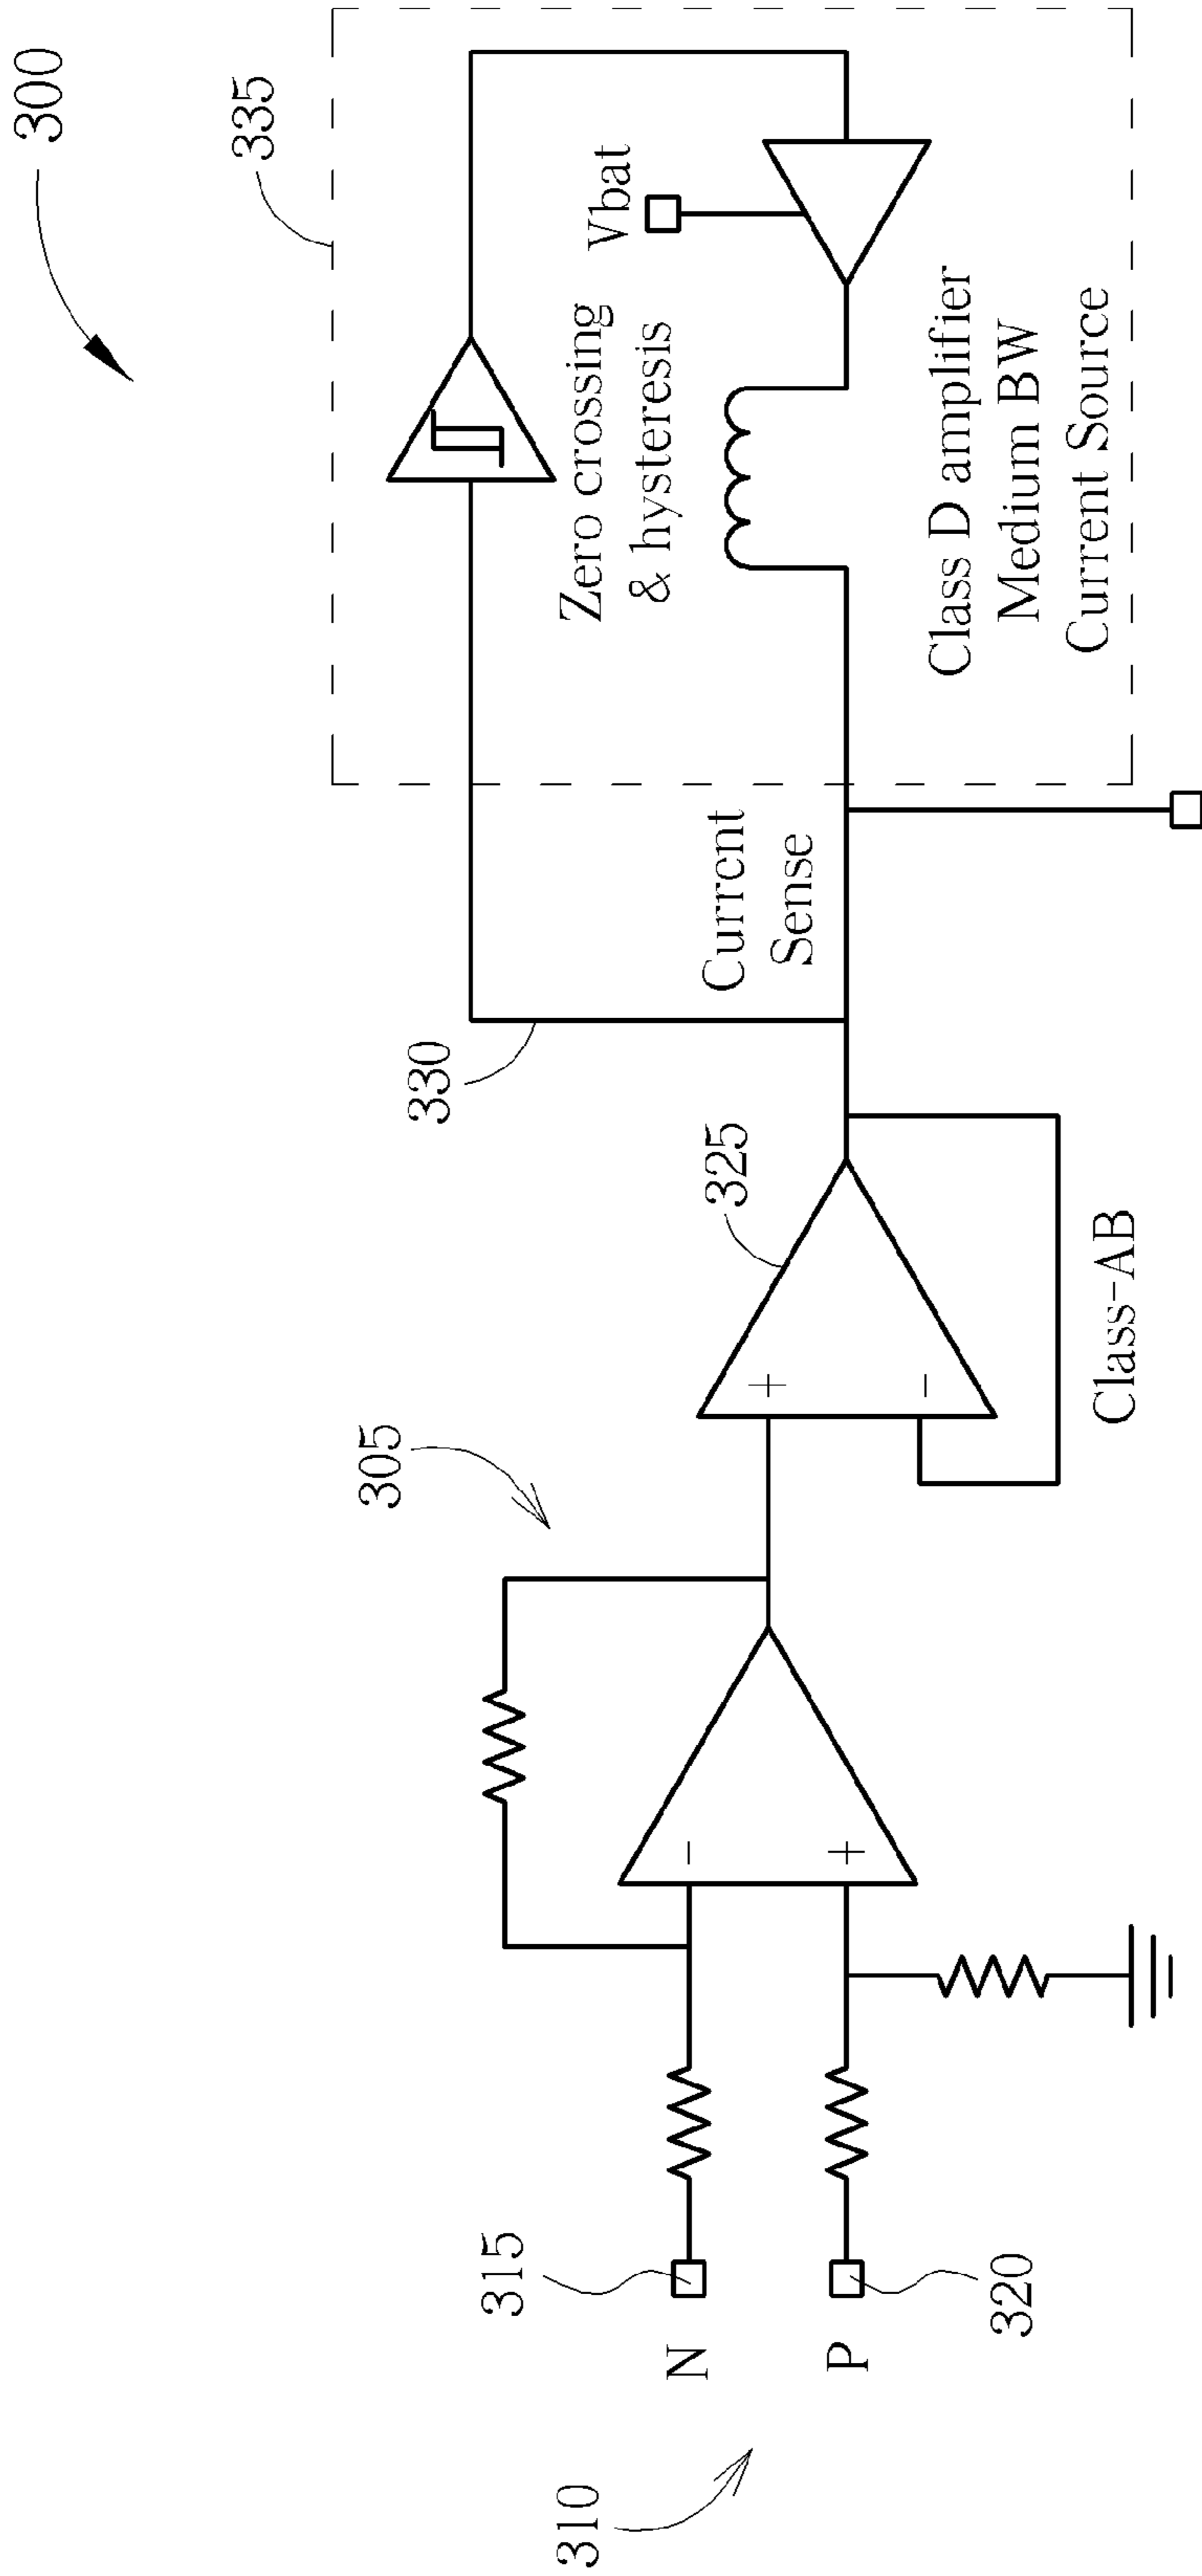 300
335
Vbat
Zero crossing
& hysteresis
Class D amplifier
Medium BW
Current Source
Current
Sense
330
325
+
-
Class-AB
305
-
+
315
N
P
320
310